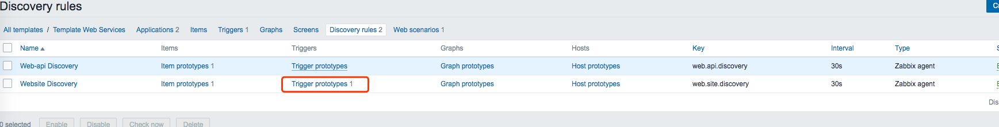 Discovery rules
All templates / Template Web Services Applications 2 Items Triggers 1 Graphs Screens Discovery rules 2 Web scenarios 1
Name Items Triggers Graphs Hosts Key Interval Type
Web-api Discovery Item prototypes 1 Trigger prototypes Graph prototypes Host prototypes web.api.discovery 30s Zabbix agent
Website Discovery Item prototypes 1 Trigger prototypes 1 Graph prototypes Host prototypes web.site.discovery 30s Zabbix agent
0 selected Enable Disable Check now Delete